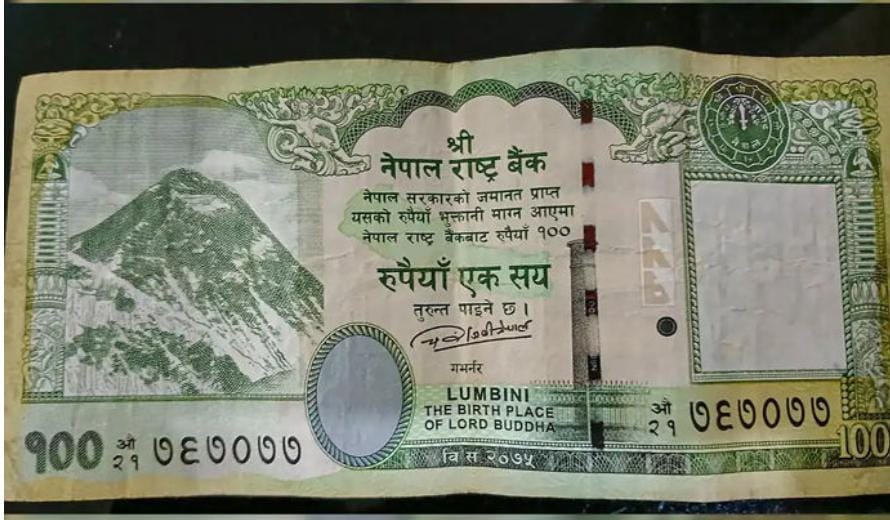 श्री
नेपाल राष्ट्र बैंक
नेपाल सरकारको जमानत प्राप्त
यसको रुपैयाँ भुक्तानी माग्न आएमा
नेपाल राष्ट्र बैंकबाट रुपैयाँ १००
रुपैयाँ एक सय
तुरुन्त पाइने छ।
गभर्नर
LUMBINI
THE BIRTH PLACE
OF LORD BUDDHA
वि सं २०७५
१०० औ २१ ७६७०७७
औ २१ ७६७०७७
100